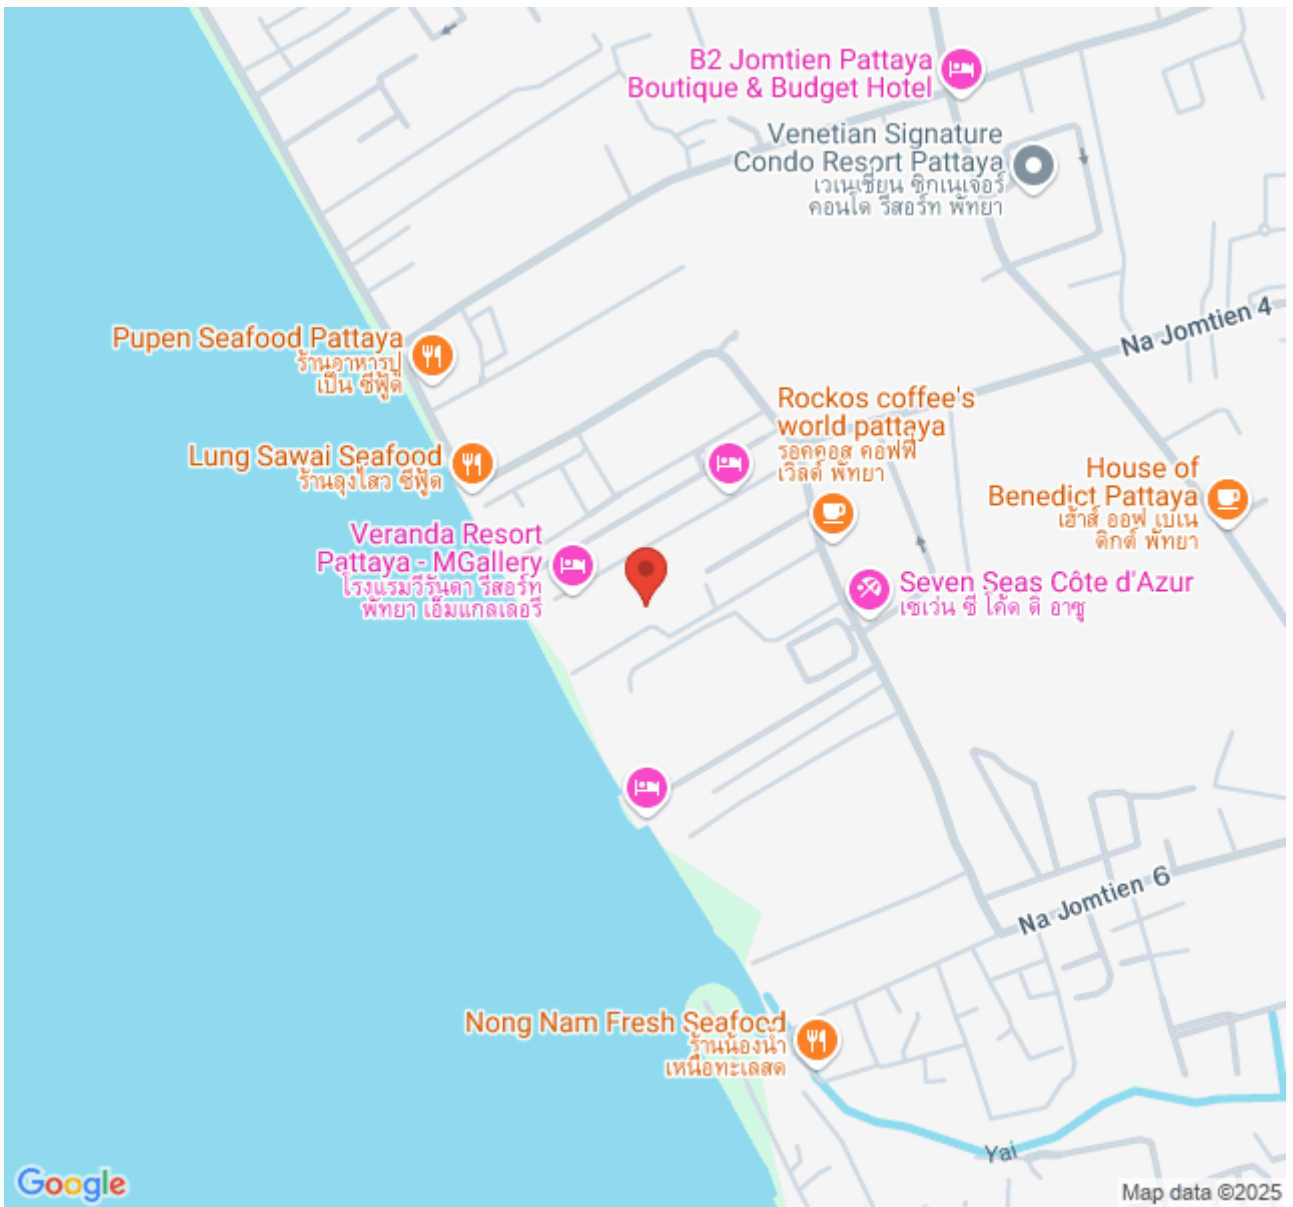 B2 Jomtien Pattaya
Boutique & Budget Hotel
Venetian Signature
Condo Resort Pattaya
เวเนเชี่ยน ซิกเนเจอร์
คอนโด รีสอร์ท พัทยา
Na Jomtien 4
Pupen Seafood Pattaya
ร้านอาหารปู
เป็น ซีฟู้ด
Rockos coffee's
world pattaya
รอคคอส คอฟฟี่
เวิลด์ พัทยา
Lung Sawai Seafood
ร้านลุงไสว ซีฟู้ด
House of
Benedict Pattaya
เฮ้าส์ ออฟ เบเน
ดิกต์ พัทยา
Veranda Resort
Pattaya - MGallery
โรงแรมวีรันดา รีสอร์ท
พัทยา เอ็มแกลเลอรี
Seven Seas Côte d'Azur
เซเว่น ซี โค้ด ดิ อาซู
Na Jomtien 6
Nong Nam Fresh Seafood
ร้านน้องน้ำ
เหนือทะเลสด
Yai
Google
Map data ©2025